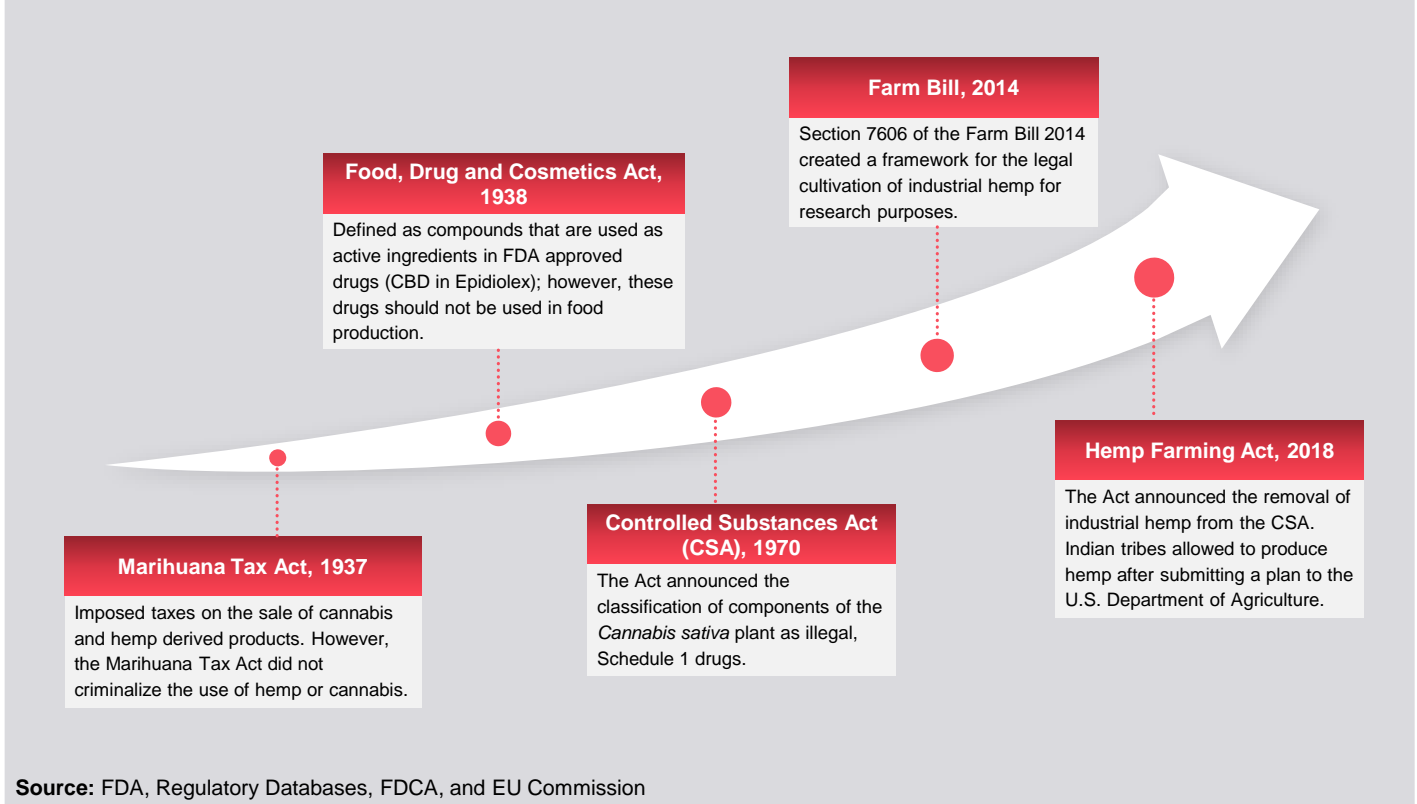 Marihuana Tax Act, 1937
Imposed taxes on the sale of cannabis
and hemp derived products. However,
the Marihuana Tax Act did not
criminalize the use of hemp or cannabis.
Food, Drug and Cosmetics Act,
1938
Defined as compounds that are used as
active ingredients in FDA approved
drugs (CBD in Epidiolex); however, these
drugs should not be used in food
production.
Controlled Substances Act
(CSA), 1970
The Act announced the
classification of components of the
Cannabis sativa plant as illegal,
Schedule 1 drugs.
Farm Bill, 2014
Section 7606 of the Farm Bill 2014
created a framework for the legal
cultivation of industrial hemp for
research purposes.
Hemp Farming Act, 2018
The Act announced the removal of
industrial hemp from the CSA.
Indian tribes allowed to produce
hemp after submitting a plan to the
U.S. Department of Agriculture.
Source: FDA, Regulatory Databases, FDCA, and EU Commission